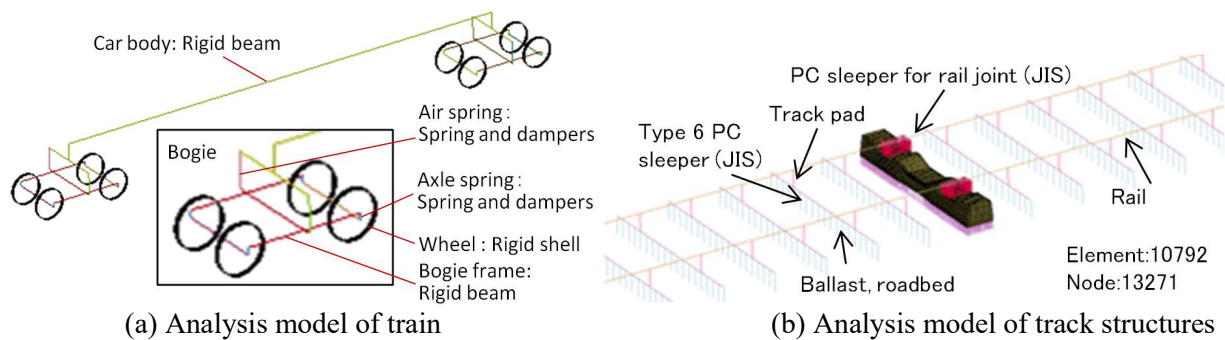 Car body: Rigid beam
Air spring :
Spring and dampers
Bogie
Axle spring :
Spring and dampers
Wheel : Rigid shell
Bogie frame:
Rigid beam
(a) Analysis model of train
PC sleeper for rail joint (JIS)
Track pad
Type 6 PC
sleeper (JIS)
Rail
Ballast, roadbed
Element:10792
Node:13271
(b) Analysis model of track structures